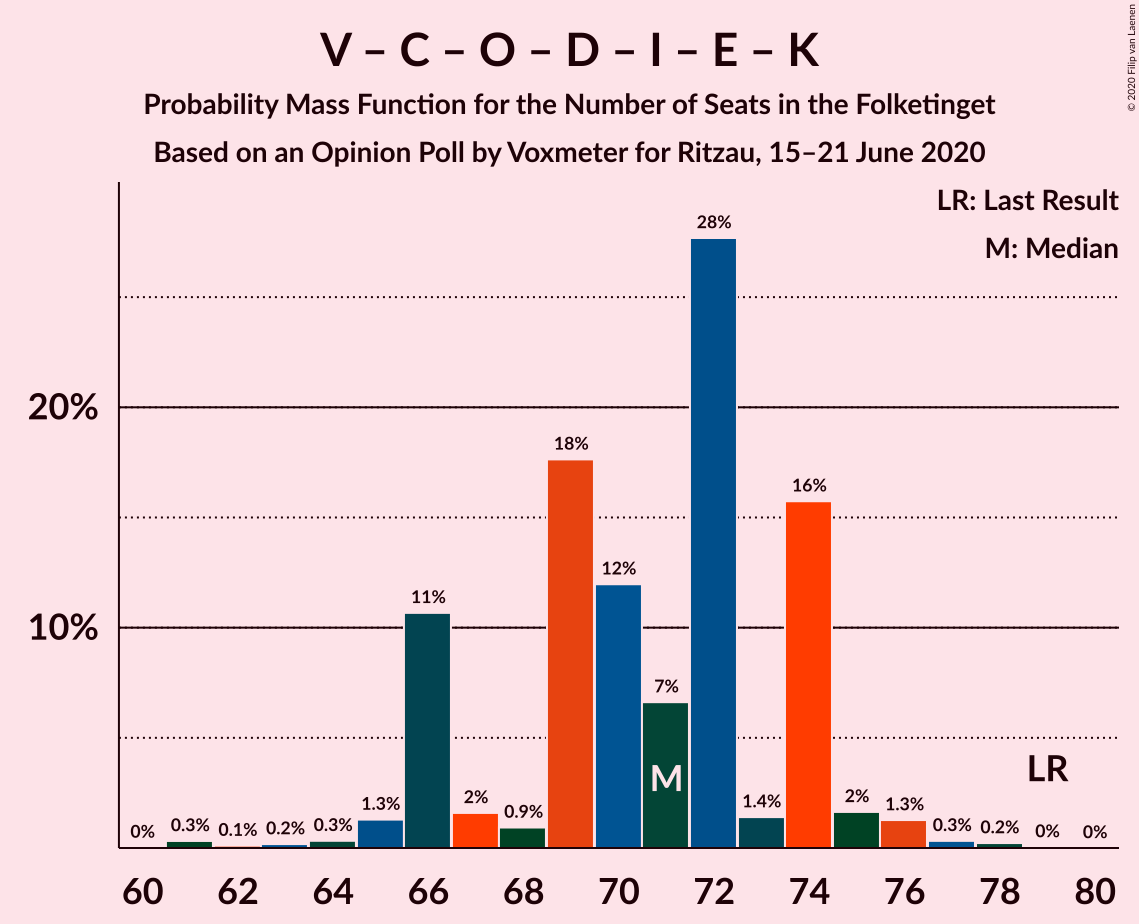 V – C – O – D – I – E – K
Probability Mass Function for the Number of Seats in the Folketinget
Based on an Opinion Poll by Voxmeter for Ritzau, 15–21 June 2020
© 2020 Filip van Laenen
LR: Last Result
M: Median
28%
20%
18%
16%
12%
11%
10%
7%
M
LR
2%
1.3%
0.9%
1.4%
2%
1.3%
0%
0.3%
0.1%
0.2%
0.3%
0.3%
0.2%
0%
0%
60 62 64 66 68 70 72 74 76 78 80